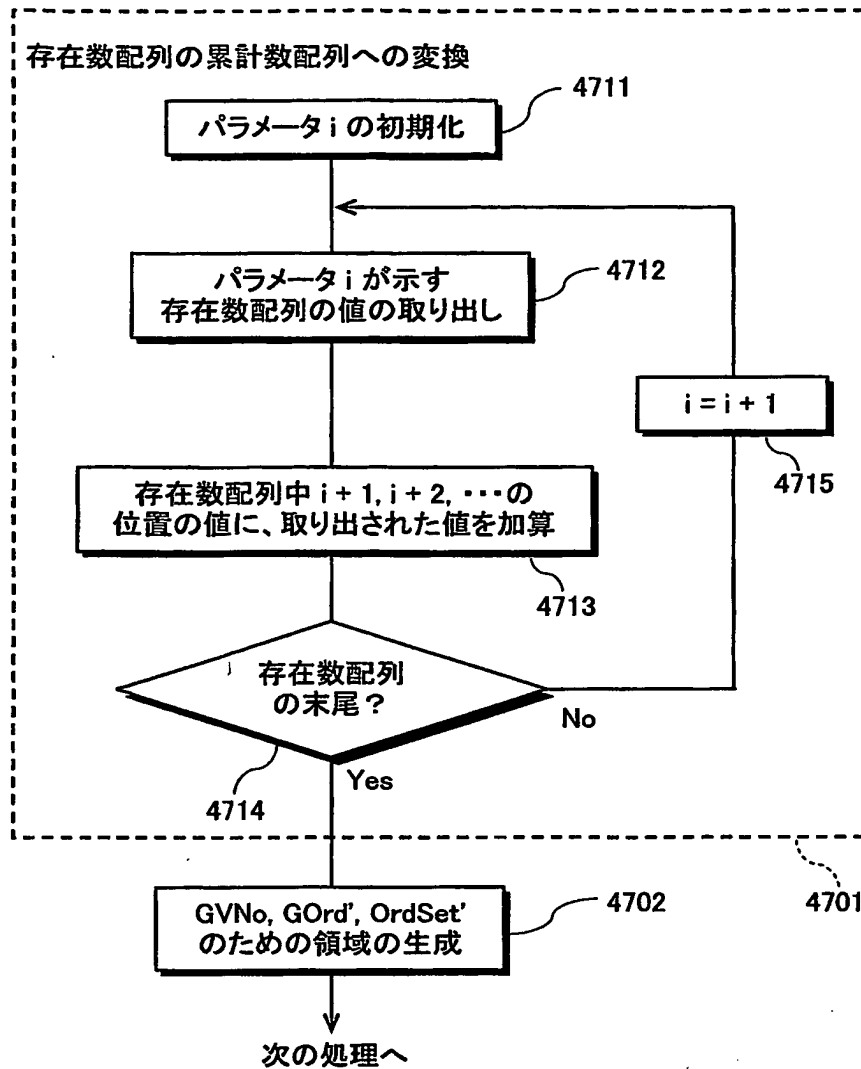 存在数配列の累計数配列への変換
4711
パラメータ i の初期化
4712
パラメータ i が示す
存在数配列の値の取り出し
i = i + 1
4715
存在数配列中 i + 1, i + 2, ・・・の
位置の値に、取り出された値を加算
4713
存在数配列
の末尾？
No
Yes
4714
4701
4702
GVNo, GOrd', OrdSet'
のための領域の生成
次の処理へ